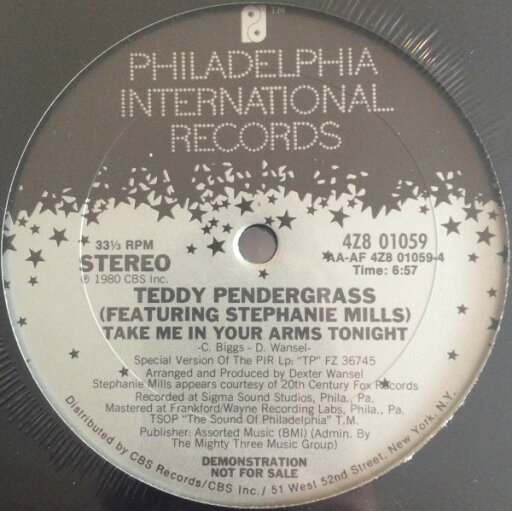 TM
PHILADELPHIA
INTERNATIONAL
RECORDS
33⅓ RPM
STEREO
℗ 1980 CBS Inc.
4Z8 01059
AA-AF 4Z8 01059-4
Time: 6:57
TEDDY PENDERGRASS
(FEATURING STEPHANIE MILLS)
TAKE ME IN YOUR ARMS TONIGHT
-C. Biggs - D. Wansel-
Special Version Of The PIR Lp: "TP" FZ 36745
Arranged and Produced by Dexter Wansel
Stephanie Mills appears courtesy of 20th Century Fox Records
Recorded at Sigma Sound Studios, Phila., Pa.
Mastered at Frankford/Wayne Recording Labs, Phila., Pa.
TSOP "The Sound Of Philadelphia" T.M.
Publisher: Assorted Music (BMI) (Admin. By
The Mighty Three Music Group)
DEMONSTRATION
NOT FOR SALE
Distributed by CBS Records/CBS Inc./ 51 West 52nd Street, New York, N.Y.